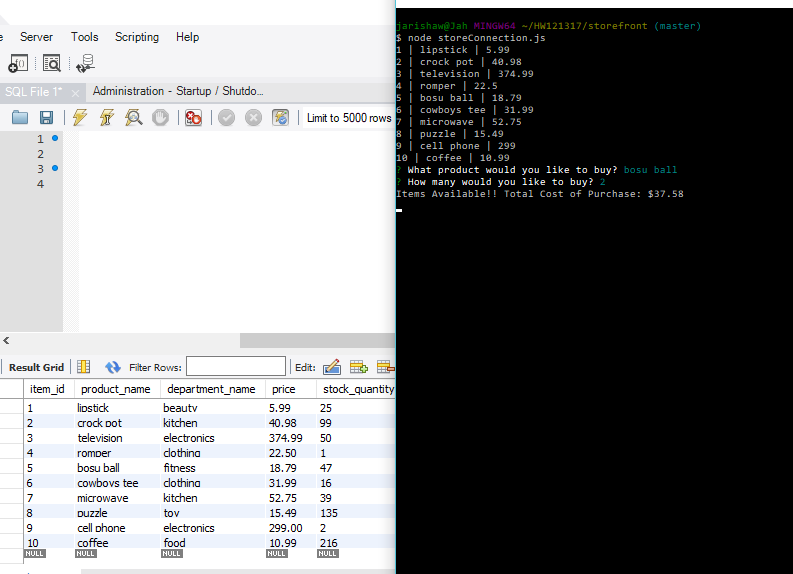 Server Tools Scripting Help
SQL File 1* × Administration - Startup / Shutdo...
Limit to 5000 rows
1
2
3
4
Result Grid Filter Rows: Edit:
item_id product_name department_name price stock_quantity
1 lipstick beauty 5.99 25
2 crock pot kitchen 40.98 99
3 television electronics 374.99 50
4 romper clothing 22.50 1
5 bosu ball fitness 18.79 47
6 cowboys tee clothing 31.99 16
7 microwave kitchen 52.75 39
8 puzzle toy 15.49 135
9 cell phone electronics 299.00 2
10 coffee food 10.99 216
NULL NULL NULL NULL NULL
jarishaw@Jah MINGW64 ~/HW121317/storefront (master)
$ node storeConnection.js
1 | lipstick | 5.99
2 | crock pot | 40.98
3 | television | 374.99
4 | romper | 22.5
5 | bosu ball | 18.79
6 | cowboys tee | 31.99
7 | microwave | 52.75
8 | puzzle | 15.49
9 | cell phone | 299
10 | coffee | 10.99
? What product would you like to buy? bosu ball
? How many would you like to buy? 2
Items Available!! Total Cost of Purchase: $37.58